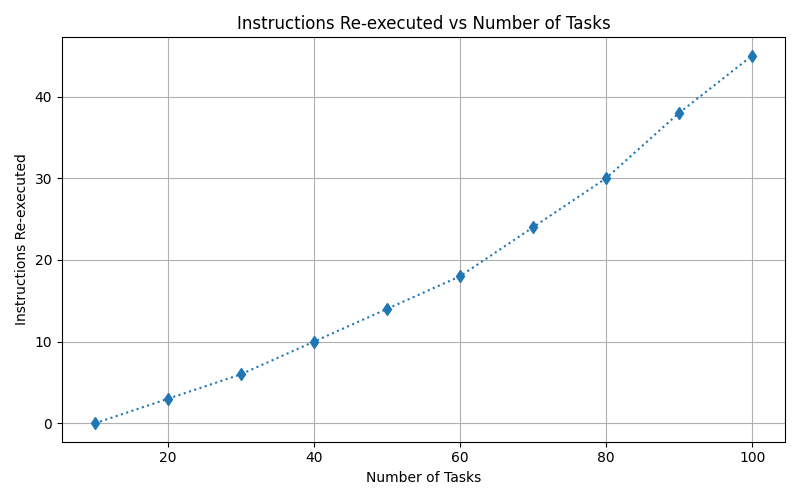 Instructions Re-executed vs Number of Tasks
Instructions Re-executed
40
30
20
10
0
20 40 60 80 100
Number of Tasks